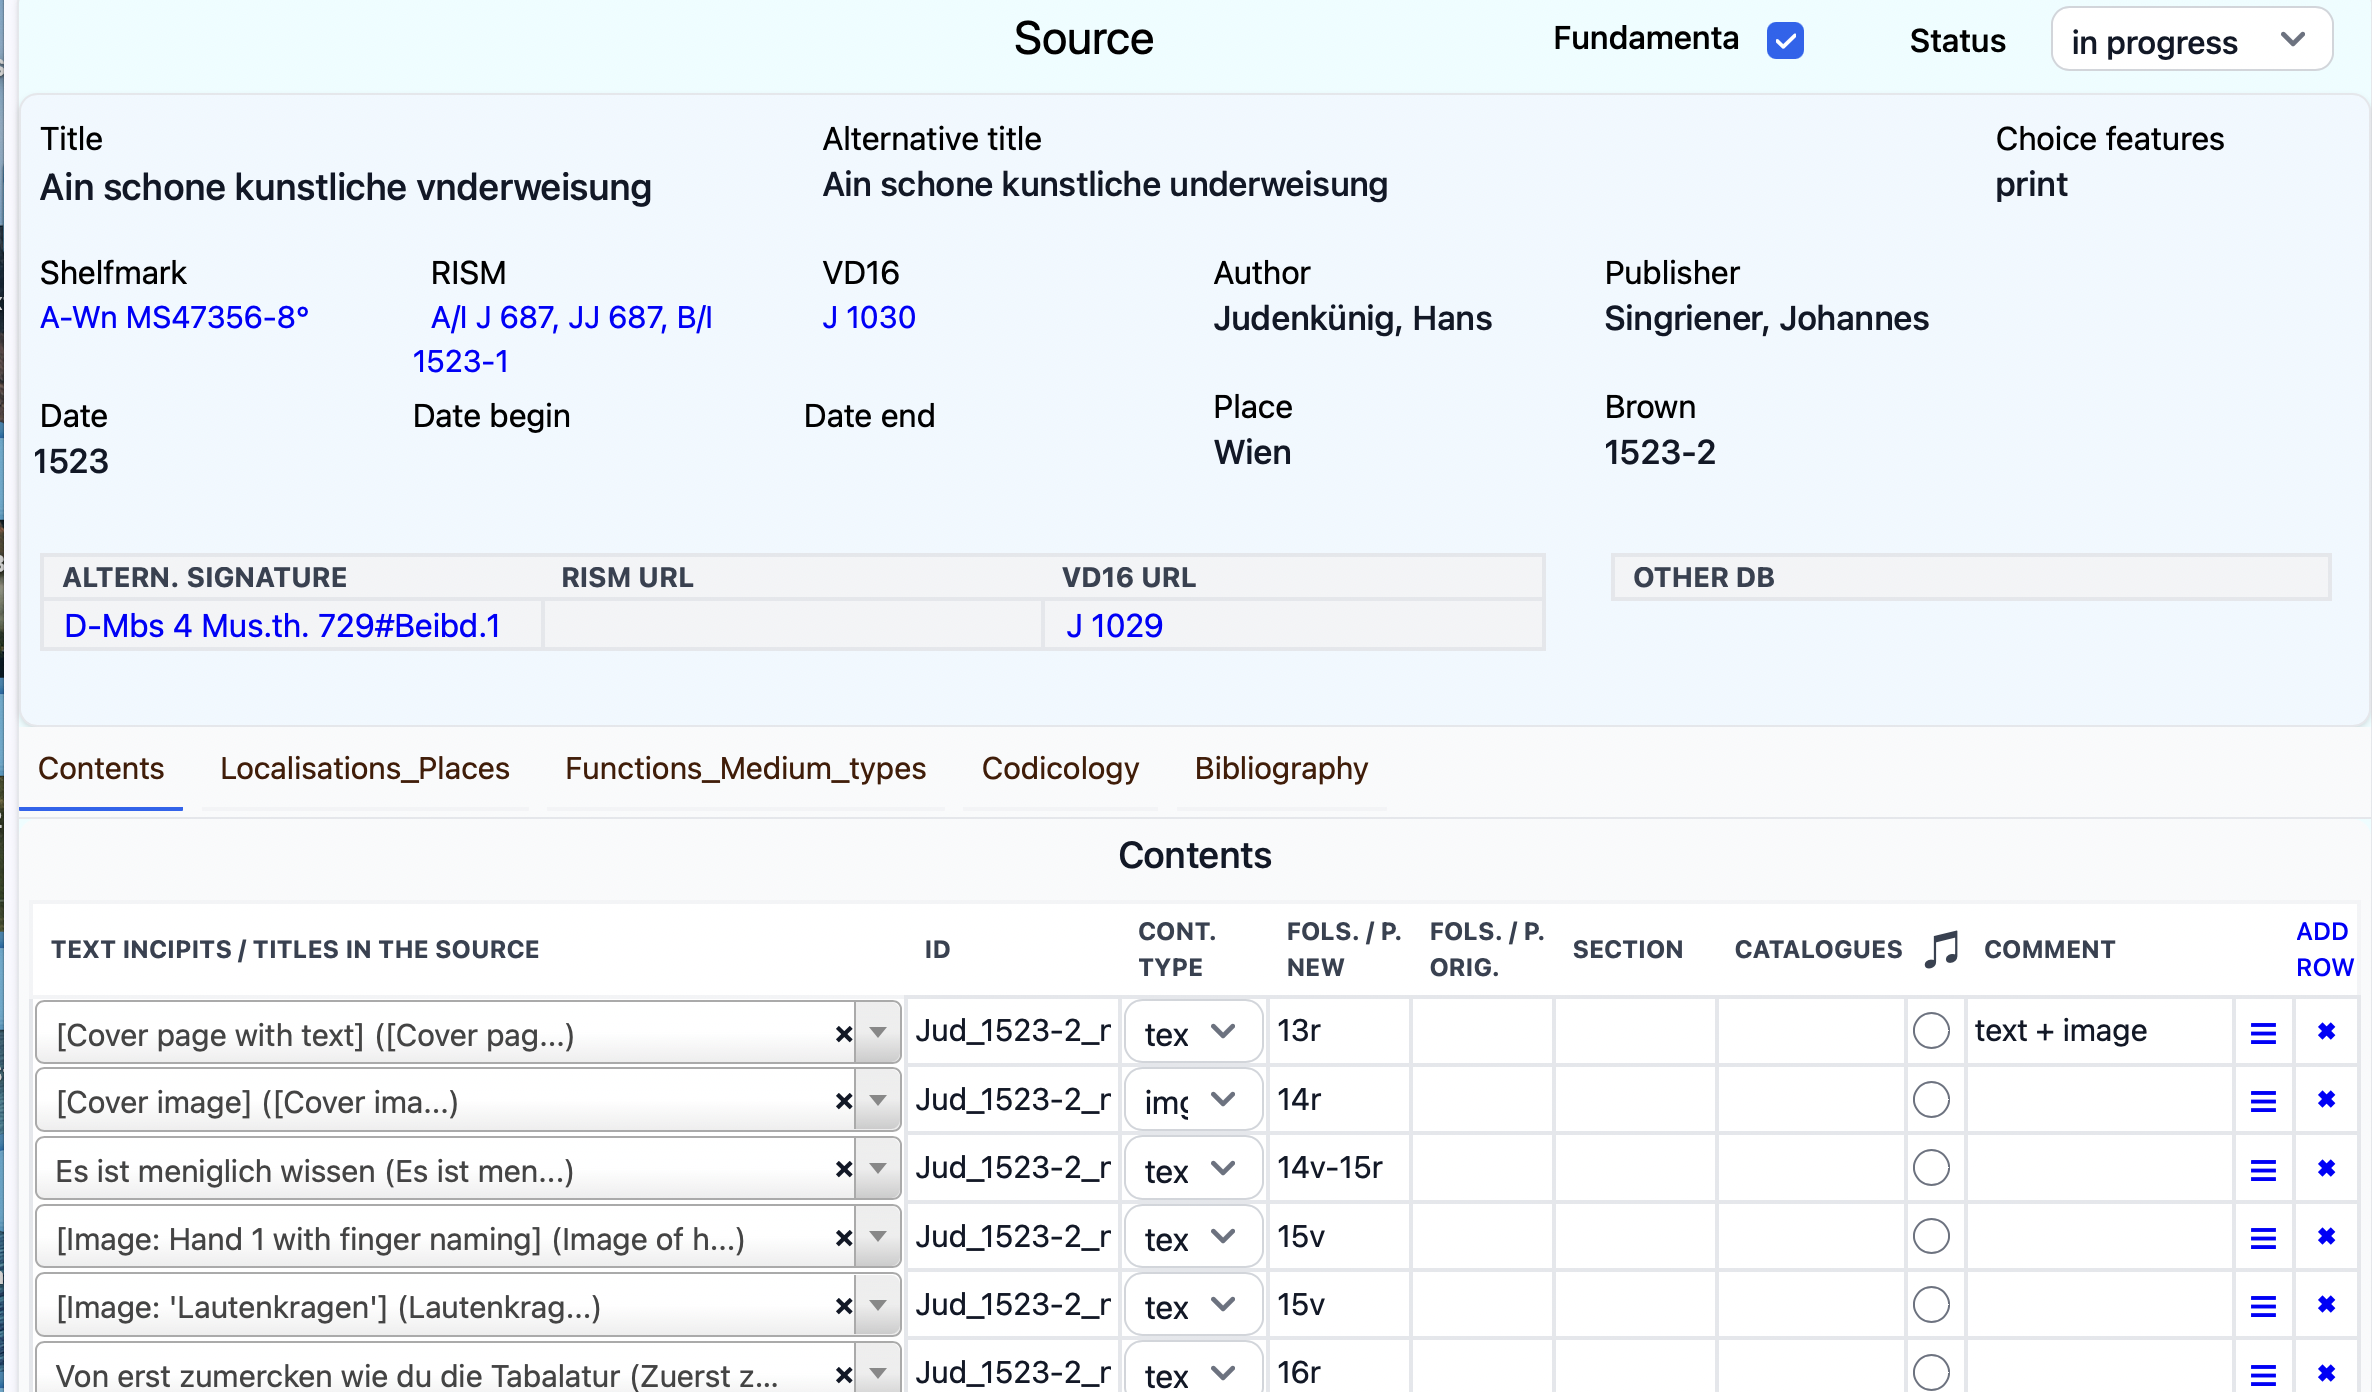 Source
Fundamenta
Status
in progress
Title
Alternative title
Choice features
Ain schone kunstliche vnderweisung
Ain schone kunstliche underweisung
print
Shelfmark
RISM
VD16
Author
Publisher
A-Wn MS47356-8°
A/I J 687, JJ 687, B/I
1523-1
J 1030
Judenkünig, Hans
Singriener, Johannes
Date
Date begin
Date end
Place
Brown
1523
Wien
1523-2
ALTERN. SIGNATURE
RISM URL
VD16 URL
OTHER DB
D-Mbs 4 Mus.th. 729#Beibd.1
J 1029
Contents
Localisations_Places
Functions_Medium_types
Codicology
Bibliography
Contents
TEXT INCIPITS / TITLES IN THE SOURCE
ID
CONT. TYPE
FOLS. / P. NEW
FOLS. / P. ORIG.
SECTION
CATALOGUES
COMMENT
ADD ROW
[Cover page with text] ([Cover pag...) Jud_1523-2_r tex 13r text + image
[Cover image] ([Cover ima...) Jud_1523-2_r img 14r
Es ist meniglich wissen (Es ist men...) Jud_1523-2_r tex 14v-15r
[Image: Hand 1 with finger naming] (Image of h...) Jud_1523-2_r tex 15v
[Image: 'Lautenkragen'] (Lautenkrag...) Jud_1523-2_r tex 15v
Von erst zumercken wie du die Tabalatur (Zuerst z... Jud_1523-2_r tex 16r